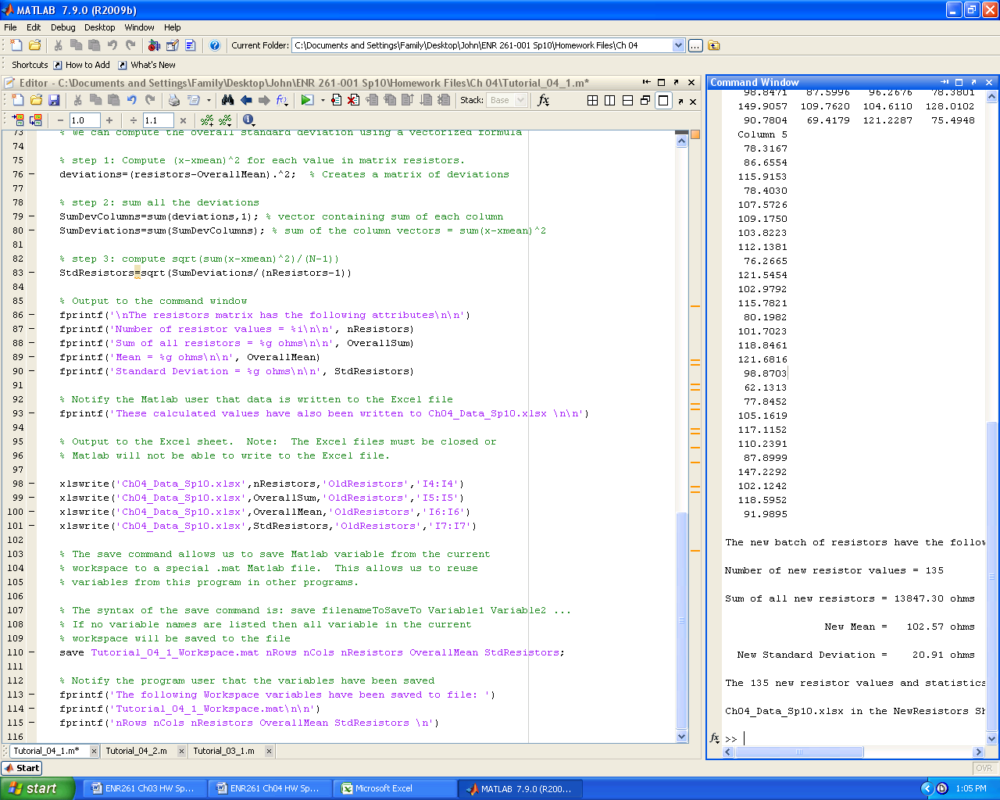 MATLAB 7.9.0 (R2009b)
File Edit Debug Desktop Window Help
Current Folder: C:\Documents and Settings\Family\Desktop\John\ENR 261-001 Sp10\Homework Files\Ch 04
Shortcuts How to Add What's New
Editor - C:\Documents and Settings\Family\Desktop\John\ENR 261-001 Sp10\Homework Files\Ch 04\Tutorial_04_1.m*
Stack: Base
fx
− 1.0 + ÷ 1.1 ×
73 % We can compute the overall standard deviation using a vectorized formula
74
75 % step 1: Compute (x-xmean)^2 for each value in matrix resistors.
76 − deviations=(resistors-OverallMean).^2; % Creates a matrix of deviations
77
78 % step 2: sum all the deviations
79 − SumDevColumns=sum(deviations,1); % vector containing sum of each column
80 − SumDeviations=sum(SumDevColumns); % sum of the column vectors = sum(x-xmean)^2
81
82 % step 3: compute sqrt(sum(x-xmean)^2)/(N-1))
83 − StdResistors=sqrt(SumDeviations/(nResistors-1))
84
85 % Output to the command window
86 − fprintf('\nThe resistors matrix has the following attributes\n\n')
87 − fprintf('Number of resistor values = %i\n\n', nResistors)
88 − fprintf('Sum of all resistors = %g ohms\n\n', OverallSum)
89 − fprintf('Mean = %g ohms\n\n', OverallMean)
90 − fprintf('Standard Deviation = %g ohms\n\n', StdResistors)
91
92 % Notify the Matlab user that data is written to the Excel file
93 − fprintf('These calculated values have also been written to Ch04_Data_Sp10.xlsx \n\n')
94
95 % Output to the Excel sheet. Note: The Excel files must be closed or
96 % Matlab will not be able to write to the Excel file.
97
98 − xlswrite('Ch04_Data_Sp10.xlsx',nResistors,'OldResistors','I4:I4')
99 − xlswrite('Ch04_Data_Sp10.xlsx',OverallSum,'OldResistors','I5:I5')
100 − xlswrite('Ch04_Data_Sp10.xlsx',OverallMean,'OldResistors','I6:I6')
101 − xlswrite('Ch04_Data_Sp10.xlsx',StdResistors,'OldResistors','I7:I7')
102
103 % The save command allows us to save Matlab variable from the current
104 % workspace to a special .mat Matlab file. This allows us to reuse
105 % variables from this program in other programs.
106
107 % The syntax of the save command is: save filenameToSaveTo Variable1 Variable2 ...
108 % If no variable names are listed then all variable in the current
109 % workspace will be saved to the file
110 − save Tutorial_04_1_Workspace.mat nRows nCols nResistors OverallMean StdResistors;
111
112 % Notify the program user that the variables have been saved
113 − fprintf('The following Workspace variables have been saved to file: ')
114 − fprintf('Tutorial_04_1_Workspace.mat\n\n')
115 − fprintf('nRows nCols nResistors OverallMean StdResistors \n')
116
Tutorial_04_1.m* Tutorial_04_2.m Tutorial_03_1.m
Command Window
98.8471 87.5996 96.2676 78.3801
149.9057 109.7620 104.6110 128.0102
90.7804 69.4179 121.2287 75.4948
Column 5
78.3167
86.6554
115.9153
78.4030
107.5726
109.1750
103.8223
112.1381
76.2665
121.5454
102.9792
115.7821
80.1982
101.7023
118.8461
121.6816
98.8703
62.1313
77.8452
105.1619
117.1152
110.2391
87.8999
147.2292
102.1242
118.5952
91.9895
The new batch of resistors have the follow
Number of new resistor values = 135
Sum of all new resistors = 13847.30 ohms
New Mean = 102.57 ohms
New Standard Deviation = 20.91 ohms
The 135 new resistor values and statistics
Ch04_Data_Sp10.xlsx in the NewResistors Sh
fx >>
Start
OVR
start ENR261 Ch03 HW Sp... ENR261 Ch04 HW Sp... Microsoft Excel MATLAB 7.9.0 (R200... 1:05 PM